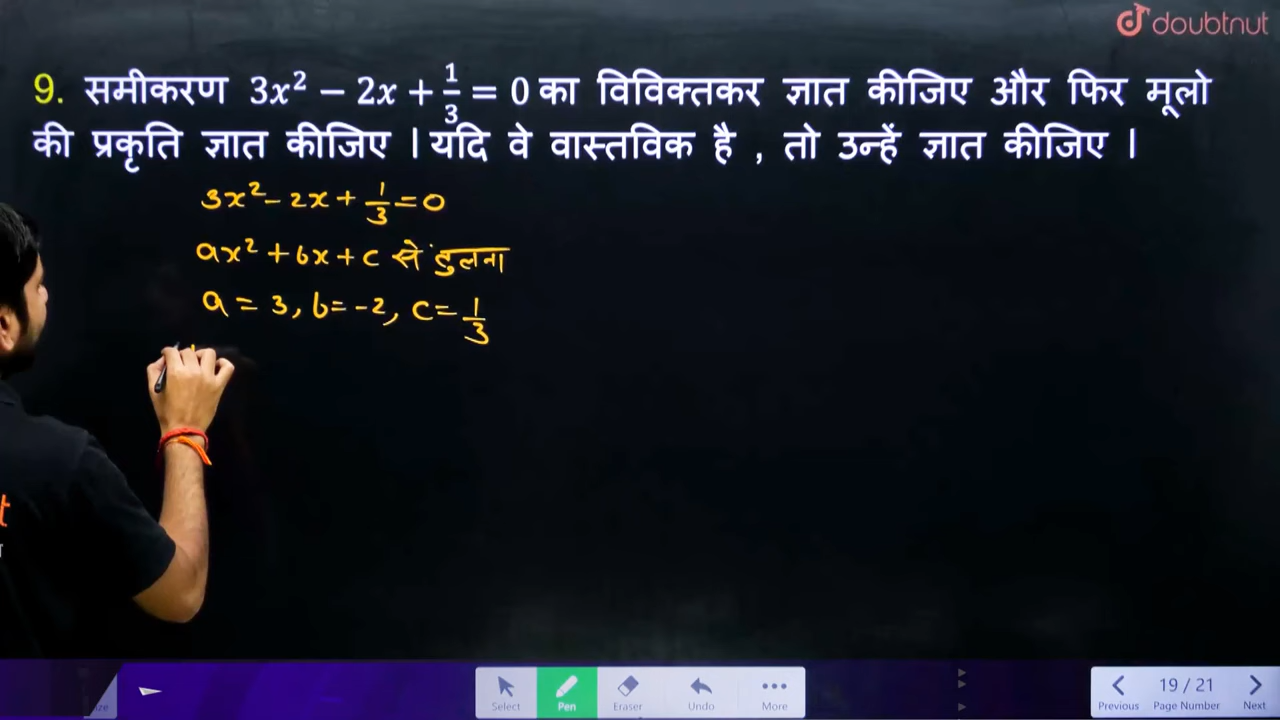 doubtnut
9. समीकरण 3x² − 2x + 1/3 = 0 का विविक्तकर ज्ञात कीजिए और फिर मूलो
की प्रकृति ज्ञात कीजिए । यदि वे वास्तविक है , तो उन्हें ज्ञात कीजिए ।
3x² − 2x + 1/3 = 0
ax² + bx + c से तुलना
a = 3, b = -2, c = 1/3
Select Pen Eraser Undo More
Previous 19 / 21 Page Number Next